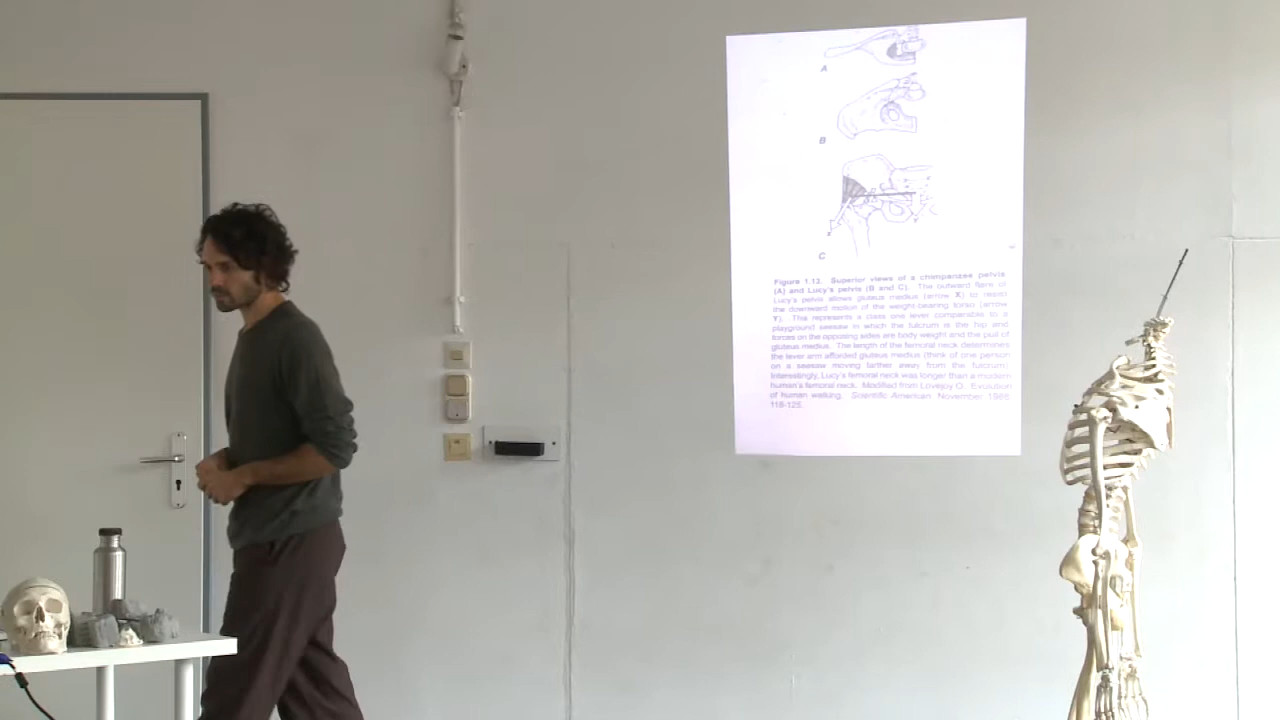 A
B
C
Figure 1.13. Superior views of a chimpanzee pelvis
(A) and Lucy's pelvis (B and C). The outward flare of
Lucy's pelvis allows gluteus medius (arrow X) to resist
the downward motion of the weight-bearing torso (arrow
Y). This represents a class one lever comparable to a
playground seesaw in which the fulcrum is the hip and
forces on the opposing sides are body weight and the pull of
gluteus medius. The length of the femoral neck determines
the lever arm afforded gluteus medius (think of one person
on a seesaw moving farther away from the fulcrum).
Interestingly, Lucy's femoral neck was longer than a modern
human's femoral neck. Modified from Lovejoy O. Evolution
of human walking. Scientific American. November 1988:
118-125.